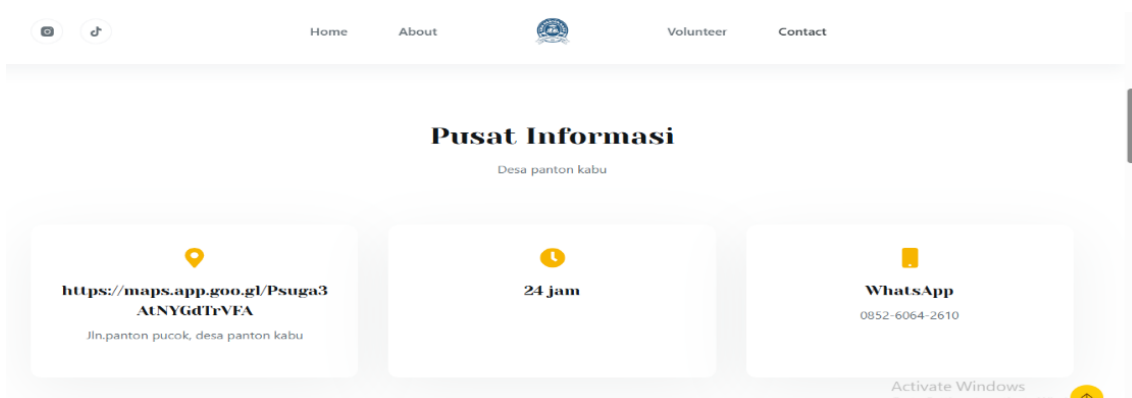 Home About Volunteer Contact
Pusat Informasi
Desa panton kabu
https://maps.app.goo.gl/Psuga3
AtNYGdTrVFA
Jln.panton pucok, desa panton kabu
24 jam
WhatsApp
0852-6064-2610
Activate Windows